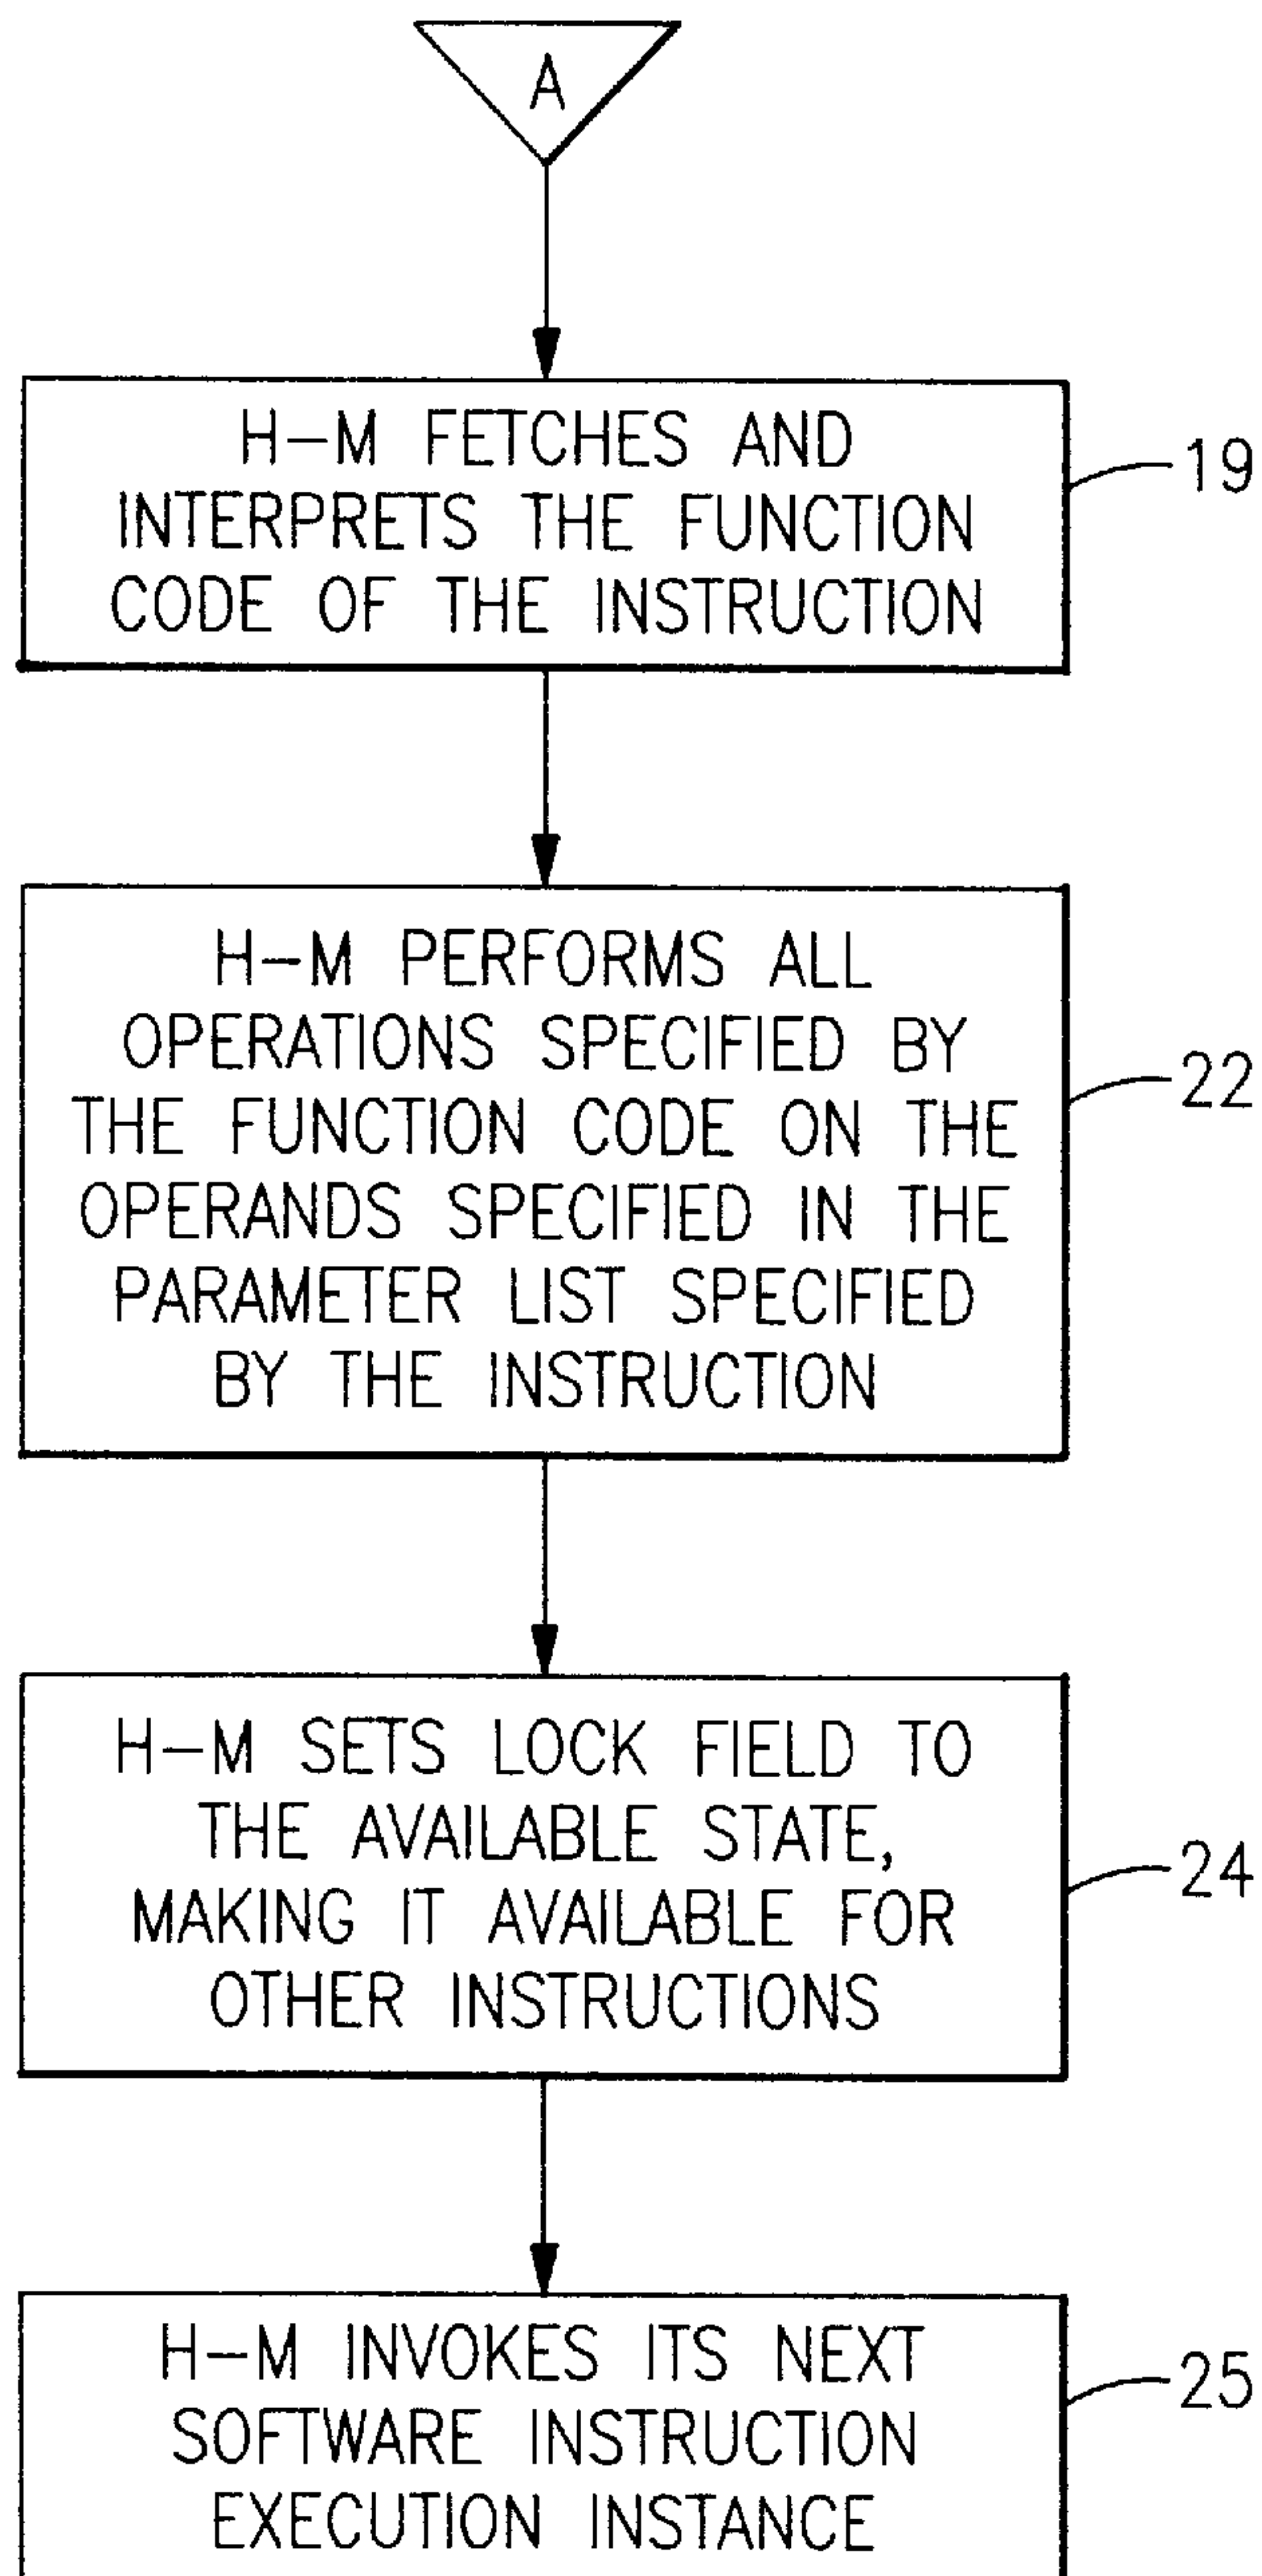 A
H-M FETCHES AND
INTERPRETS THE FUNCTION
CODE OF THE INSTRUCTION
19
H-M PERFORMS ALL
OPERATIONS SPECIFIED BY
THE FUNCTION CODE ON THE
OPERANDS SPECIFIED IN THE
PARAMETER LIST SPECIFIED
BY THE INSTRUCTION
22
H-M SETS LOCK FIELD TO
THE AVAILABLE STATE,
MAKING IT AVAILABLE FOR
OTHER INSTRUCTIONS
24
H-M INVOKES ITS NEXT
SOFTWARE INSTRUCTION
EXECUTION INSTANCE
25